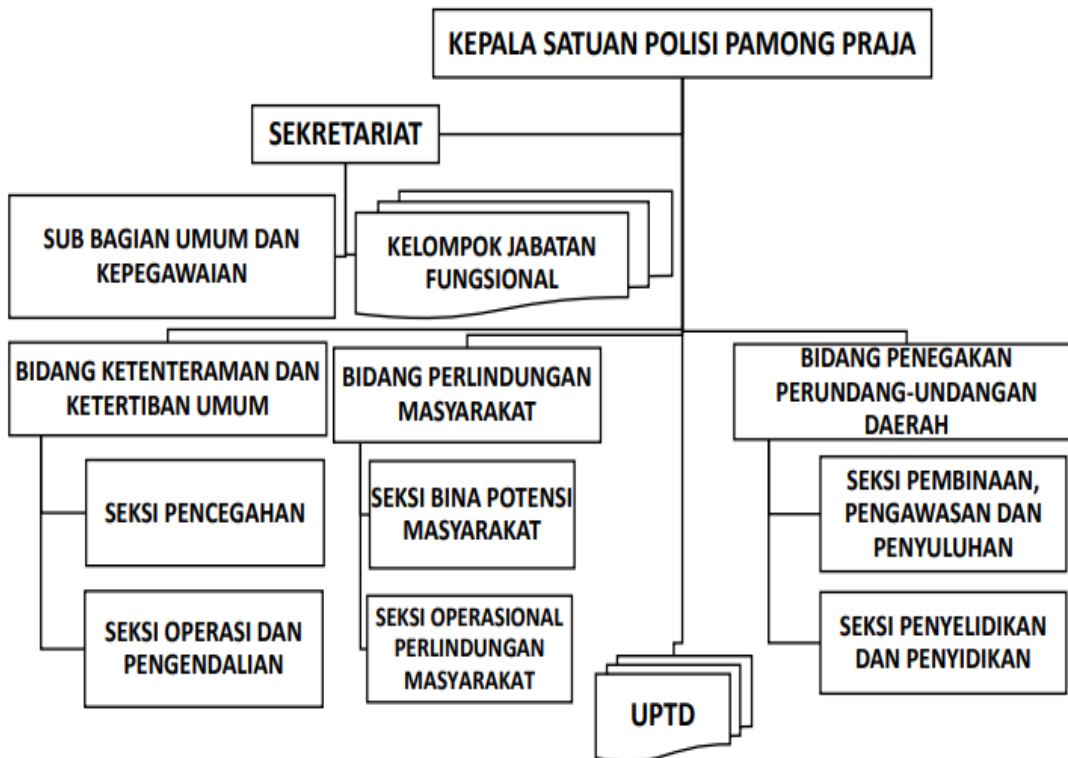 KEPALA SATUAN POLISI PAMONG PRAJA
SEKRETARIAT
SUB BAGIAN UMUM DAN
KEPEGAWAIAN
KELOMPOK JABATAN
FUNGSIONAL
BIDANG KETENTERAMAN DAN
KETERTIBAN UMUM
SEKSI PENCEGAHAN
SEKSI OPERASI DAN
PENGENDALIAN
BIDANG PERLINDUNGAN
MASYARAKAT
SEKSI BINA POTENSI
MASYARAKAT
SEKSI OPERASIONAL
PERLINDUNGAN
MASYARAKAT
BIDANG PENEGAKAN
PERUNDANG-UNDANGAN
DAERAH
SEKSI PEMBINAAN,
PENGAWASAN DAN
PENYULUHAN
SEKSI PENYELIDIKAN
DAN PENYIDIKAN
UPTD